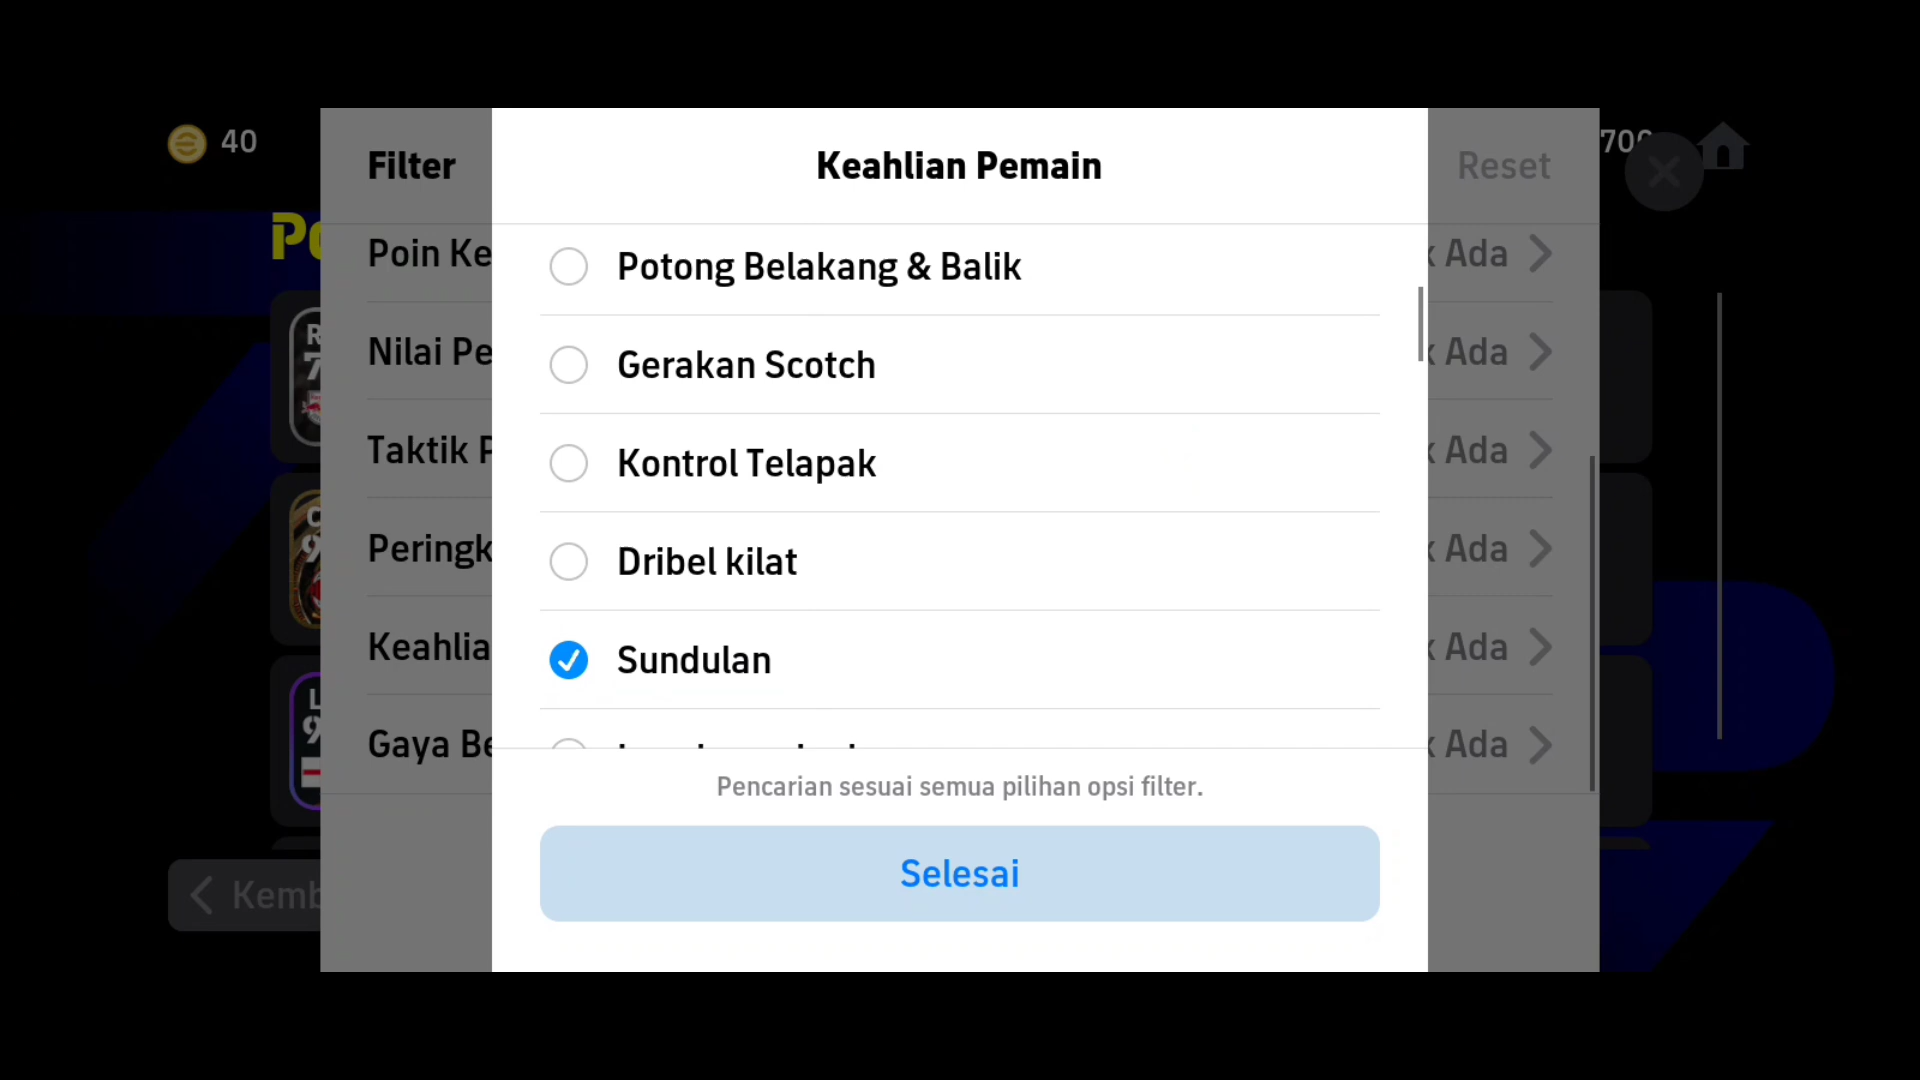 40
Filter
Keahlian Pemain
Reset
700
Potong Belakang & Balik
Gerakan Scotch
Kontrol Telapak
Dribel kilat
Sundulan
Pencarian sesuai semua pilihan opsi filter.
Selesai
Poin Ke
Nilai Pe
Taktik P
Peringk
Keahlia
Gaya Be
Ada
Ada
Ada
Ada
Ada
Ada
Kemb